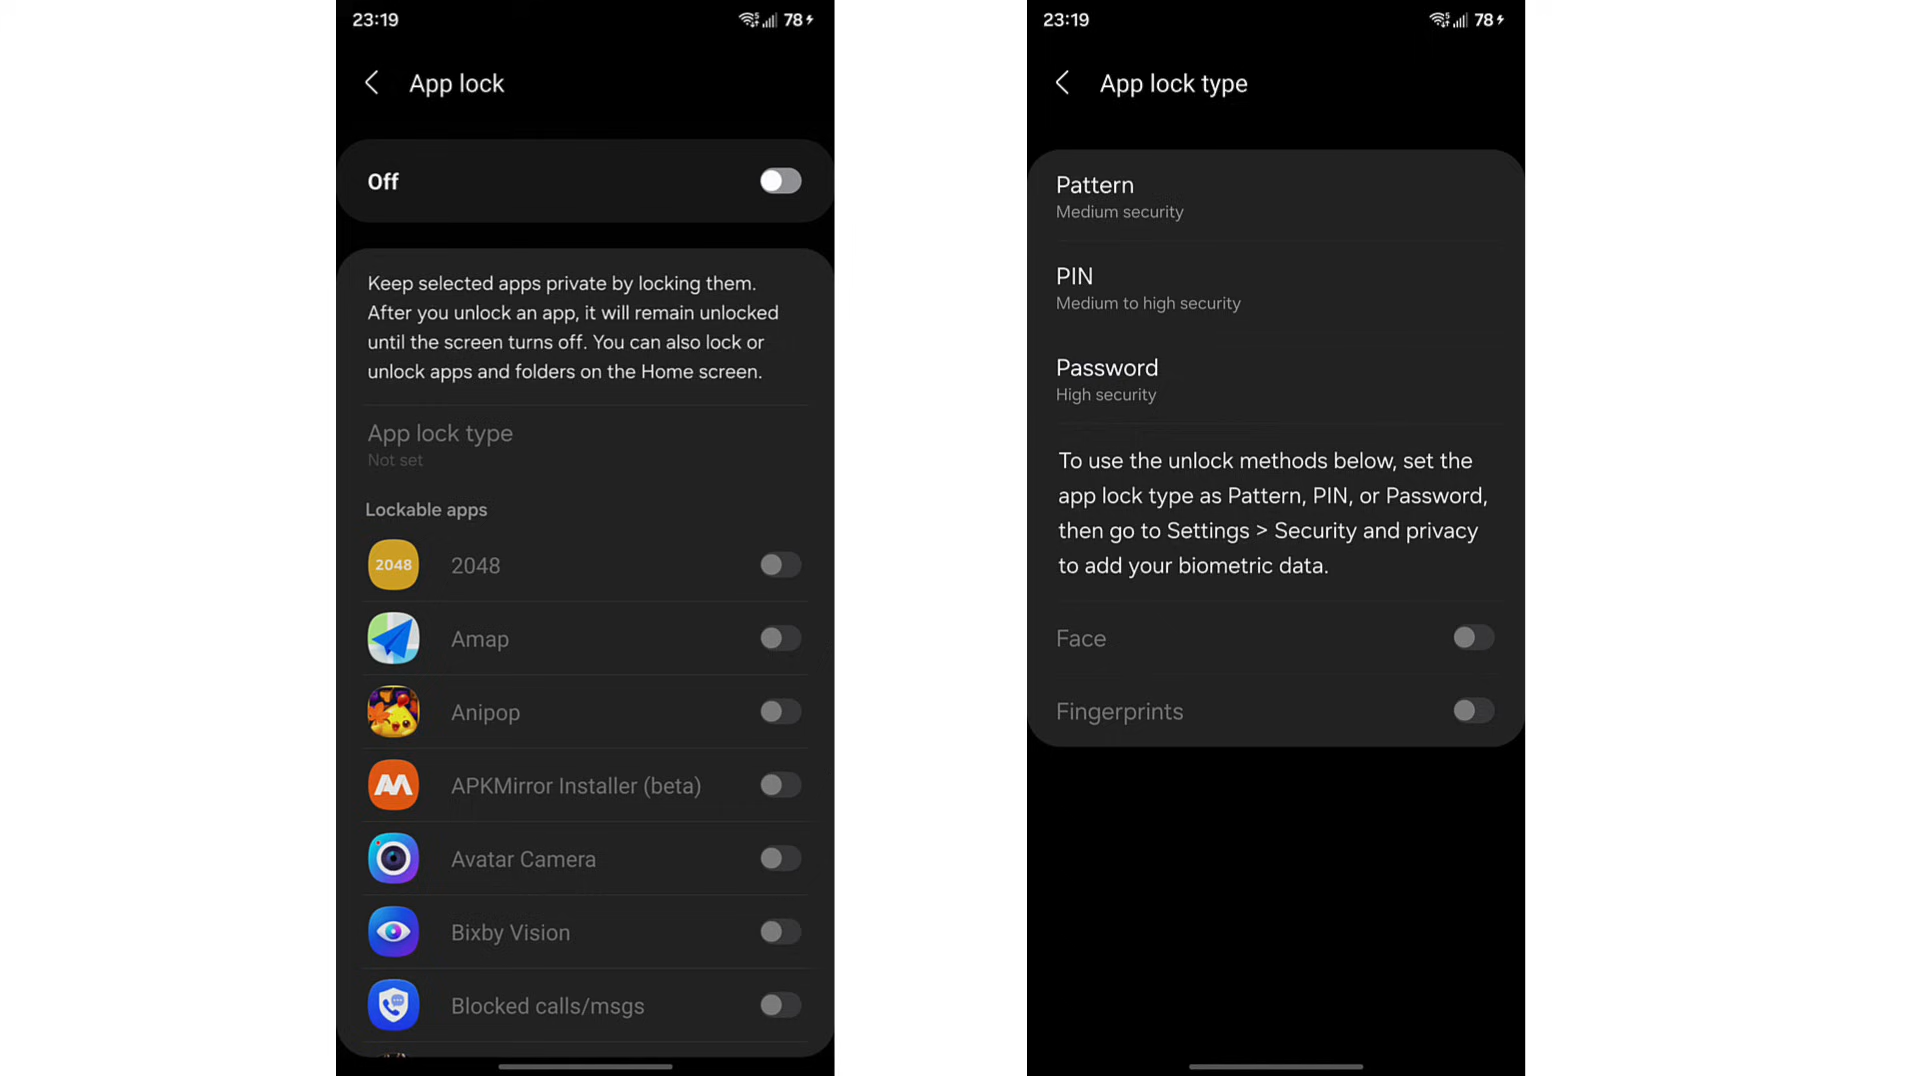 23:19
78
App lock
Off
Keep selected apps private by locking them.
After you unlock an app, it will remain unlocked
until the screen turns off. You can also lock or
unlock apps and folders on the Home screen.
App lock type
Not set
Lockable apps
2048
2048
Amap
Anipop
APKMirror Installer (beta)
Avatar Camera
Bixby Vision
Blocked calls/msgs
23:19
78
App lock type
Pattern
Medium security
PIN
Medium to high security
Password
High security
To use the unlock methods below, set the
app lock type as Pattern, PIN, or Password,
then go to Settings > Security and privacy
to add your biometric data.
Face
Fingerprints